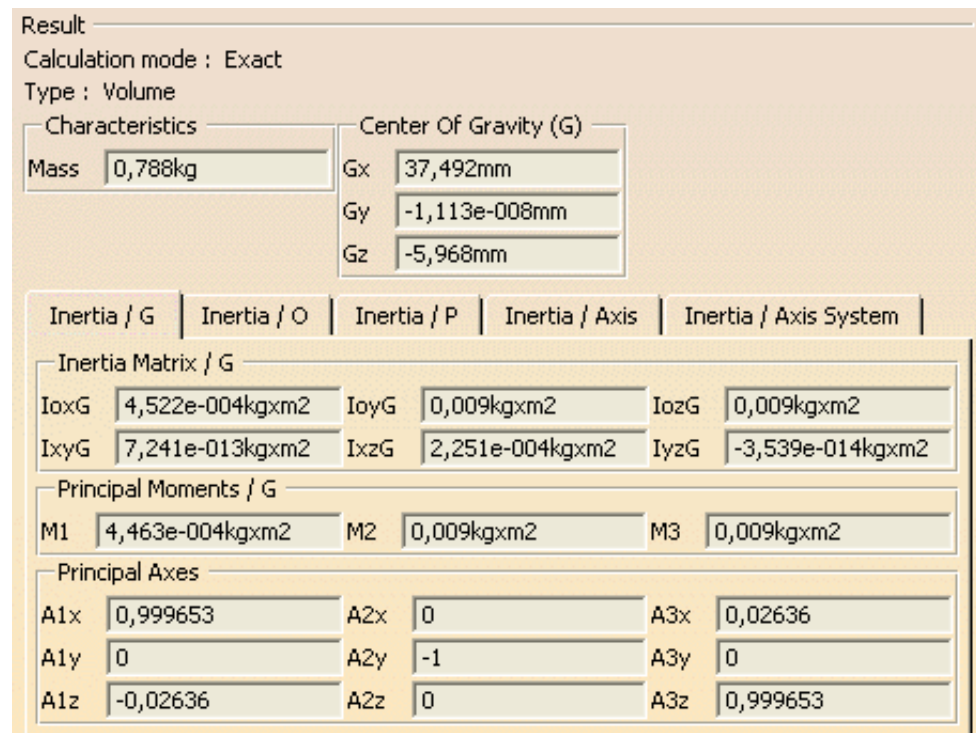 Result
Calculation mode : Exact
Type : Volume
Characteristics
Mass 0,788kg
Center Of Gravity (G)
Gx 37,492mm
Gy -1,113e-008mm
Gz -5,968mm
Inertia / G Inertia / O Inertia / P Inertia / Axis Inertia / Axis System
Inertia Matrix / G
IoxG 4,522e-004kgxm2 IoyG 0,009kgxm2 IozG 0,009kgxm2
IxyG 7,241e-013kgxm2 IxzG 2,251e-004kgxm2 IyzG -3,539e-014kgxm2
Principal Moments / G
M1 4,463e-004kgxm2 M2 0,009kgxm2 M3 0,009kgxm2
Principal Axes
A1x 0,999653 A2x 0 A3x 0,02636
A1y 0 A2y -1 A3y 0
A1z -0,02636 A2z 0 A3z 0,999653